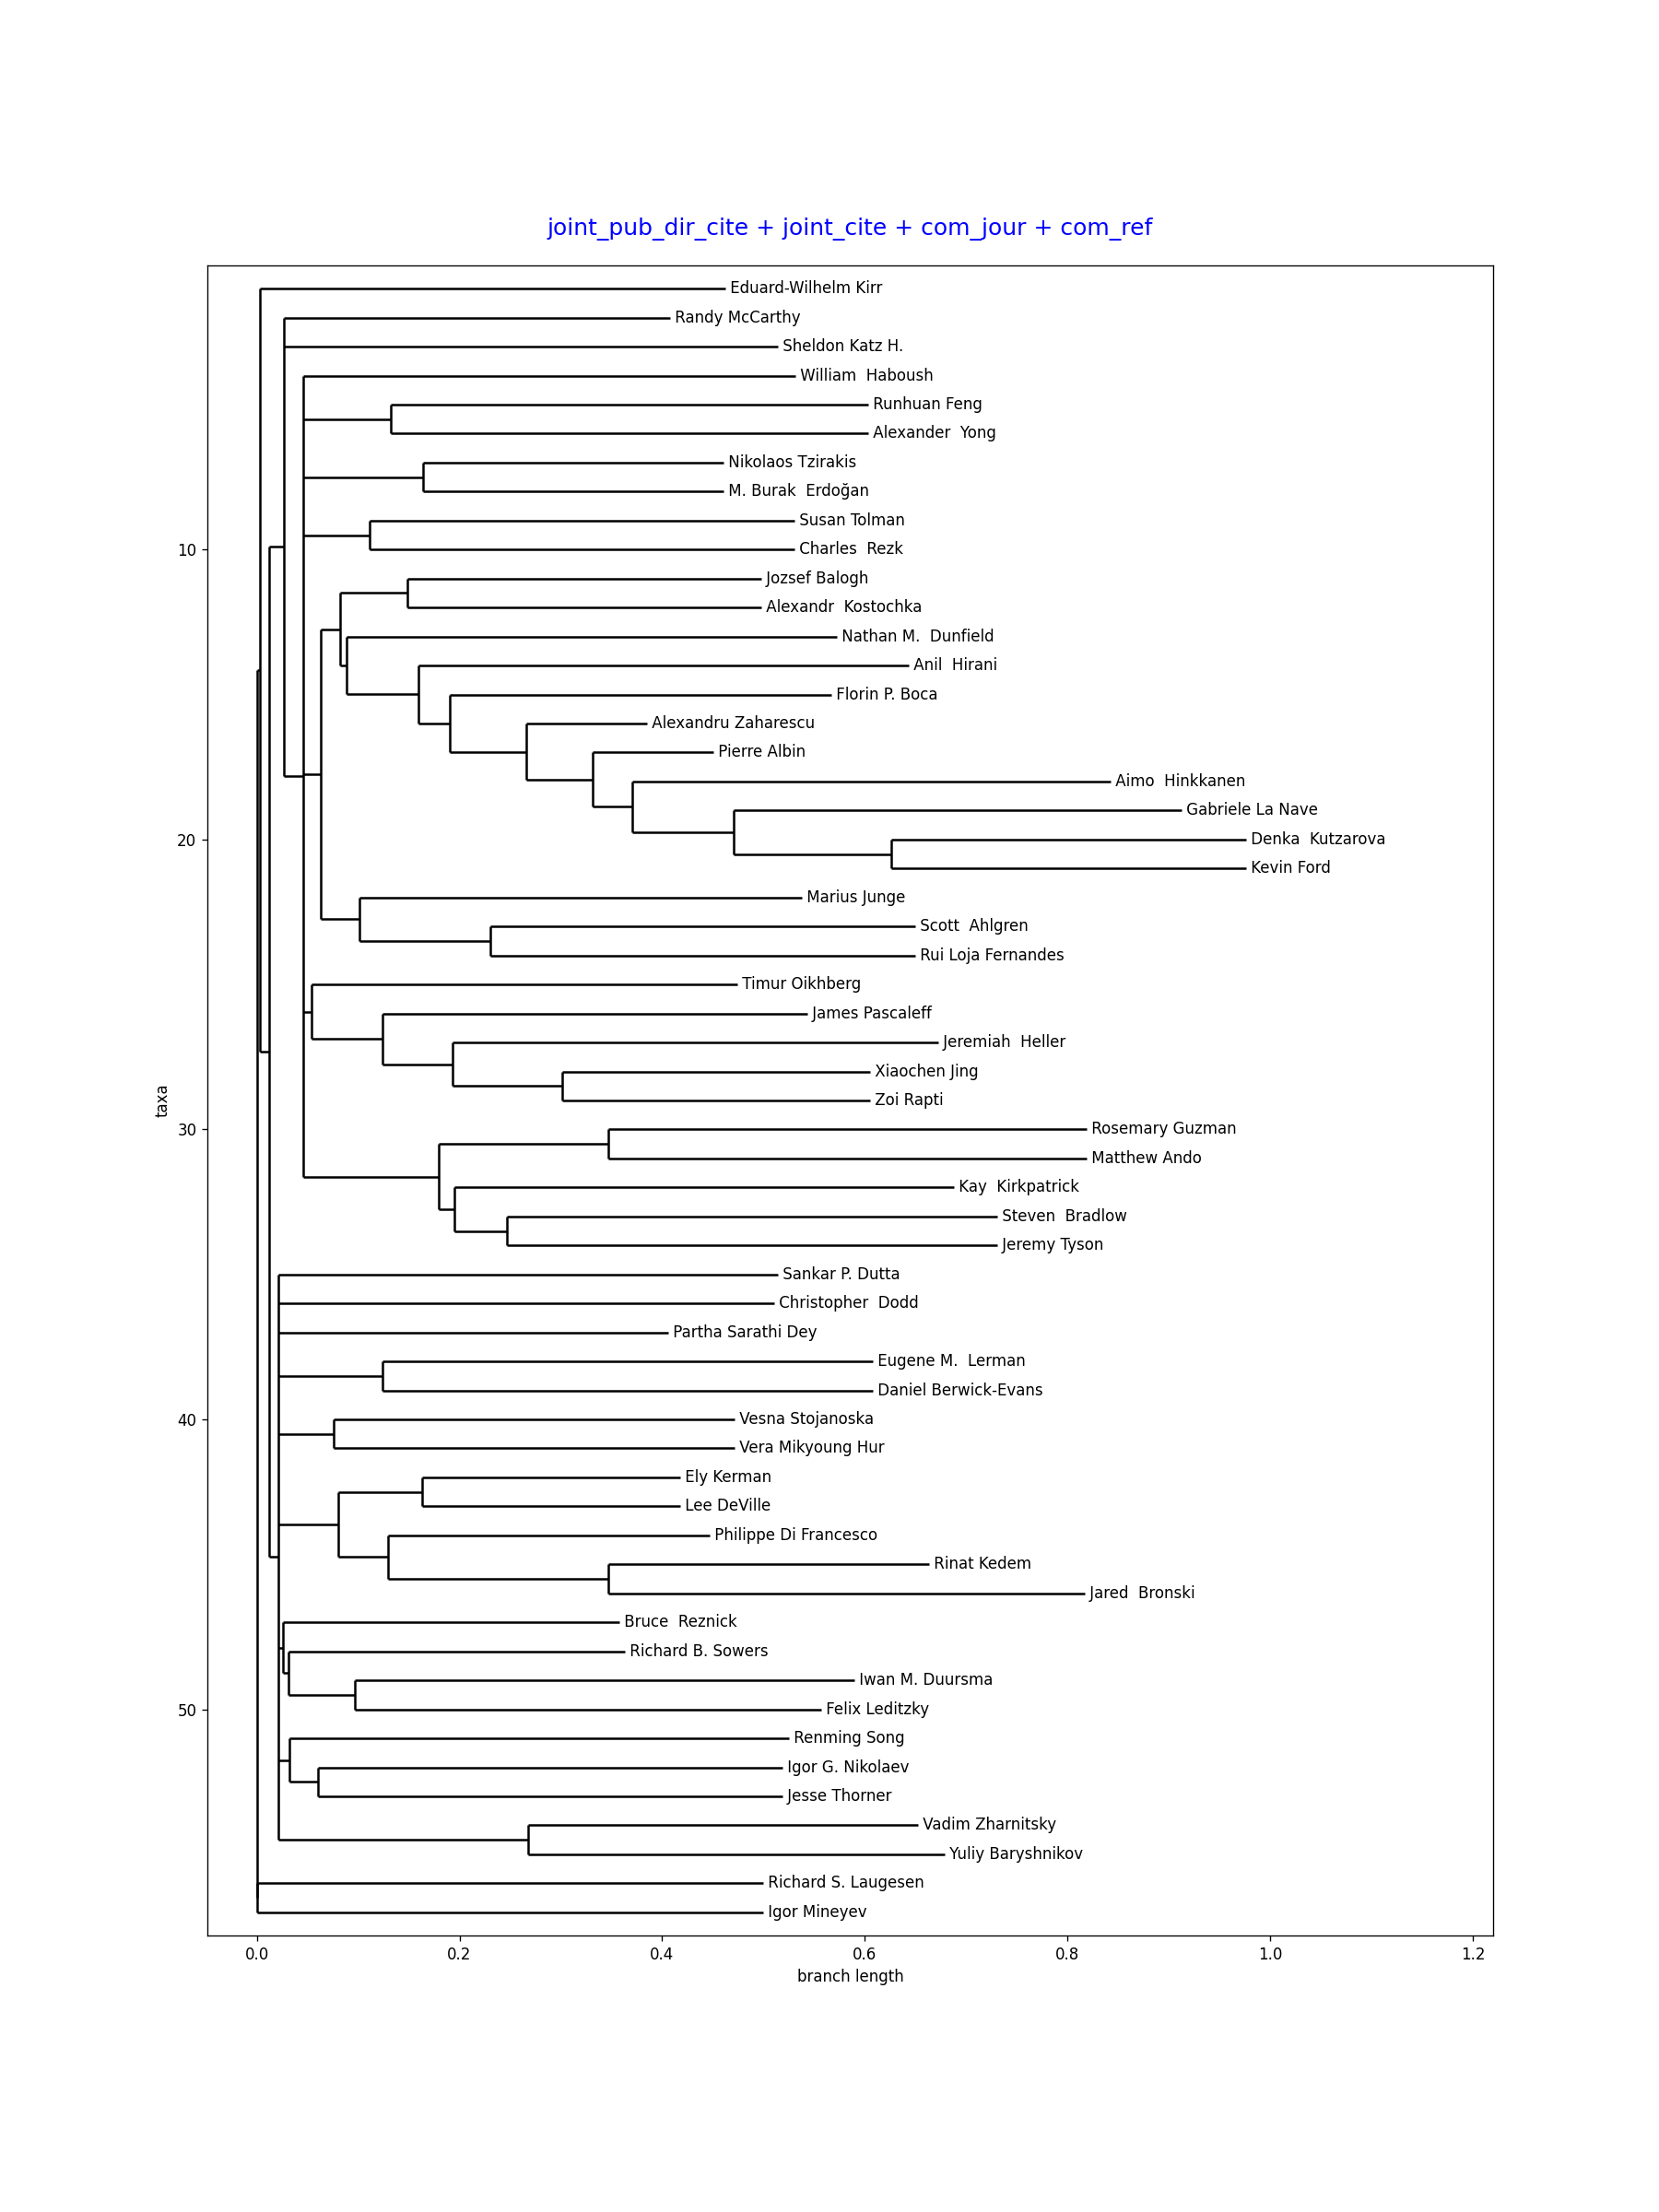 joint_pub_dir_cite + joint_cite + com_jour + com_ref
Eduard-Wilhelm Kirr
Randy McCarthy
Sheldon Katz H.
William  Haboush
Runhuan Feng
Alexander  Yong
Nikolaos Tzirakis
M. Burak  Erdoğan
Susan Tolman
10
Charles  Rezk
Jozsef Balogh
Alexandr  Kostochka
Nathan M.  Dunfield
Anil  Hirani
Florin P. Boca
Alexandru Zaharescu
Pierre Albin
Aimo  Hinkkanen
Gabriele La Nave
20
Denka  Kutzarova
Kevin Ford
Marius Junge
Scott  Ahlgren
Rui Loja Fernandes
Timur Oikhberg
James Pascaleff
Jeremiah  Heller
Xiaochen Jing
Zoi Rapti
taxa
30
Rosemary Guzman
Matthew Ando
Kay  Kirkpatrick
Steven  Bradlow
Jeremy Tyson
Sankar P. Dutta
Christopher  Dodd
Partha Sarathi Dey
Eugene M.  Lerman
Daniel Berwick-Evans
40
Vesna Stojanoska
Vera Mikyoung Hur
Ely Kerman
Lee DeVille
Philippe Di Francesco
Rinat Kedem
Jared  Bronski
Bruce  Reznick
Richard B. Sowers
Iwan M. Duursma
50
Felix Leditzky
Renming Song
Igor G. Nikolaev
Jesse Thorner
Vadim Zharnitsky
Yuliy Baryshnikov
Richard S. Laugesen
Igor Mineyev
0.0 0.2 0.4 0.6 0.8 1.0 1.2
branch length